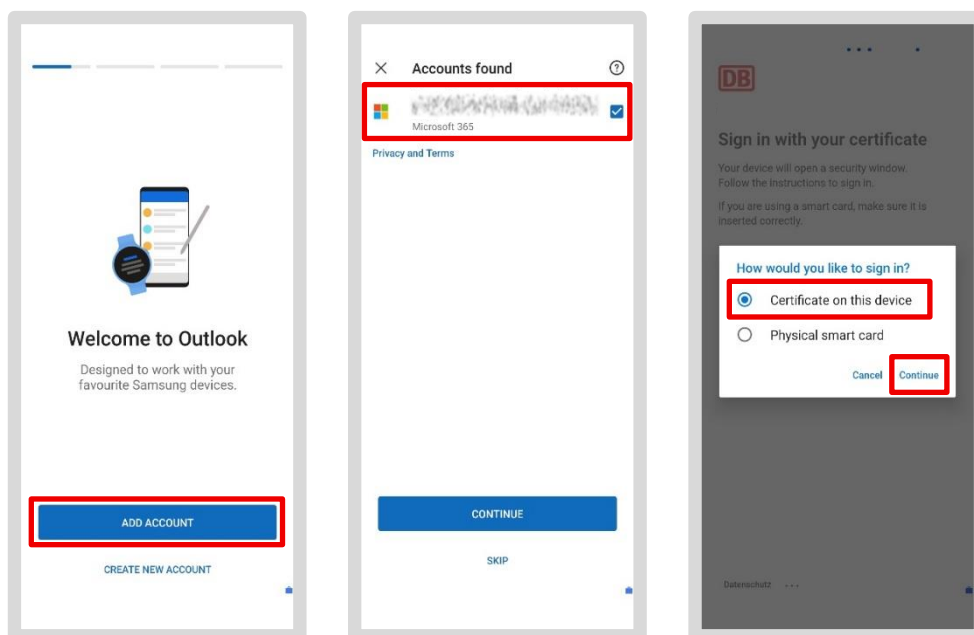 Welcome to Outlook
Designed to work with your
favourite Samsung devices.
ADD ACCOUNT
CREATE NEW ACCOUNT
Accounts found
Microsoft 365
Privacy and Terms
CONTINUE
SKIP
DB
Sign in with your certificate
Your device will open a security window.
Follow the instructions to sign in.
If you are using a smart card, make sure it is
inserted correctly.
How would you like to sign in?
Certificate on this device
Physical smart card
Cancel Continue
Datenschutz ...